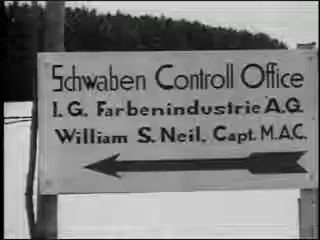 Schwaben Controll Office
I. G. Farbenindustrie A.G.
William S. Neil, Capt. M.A.C.